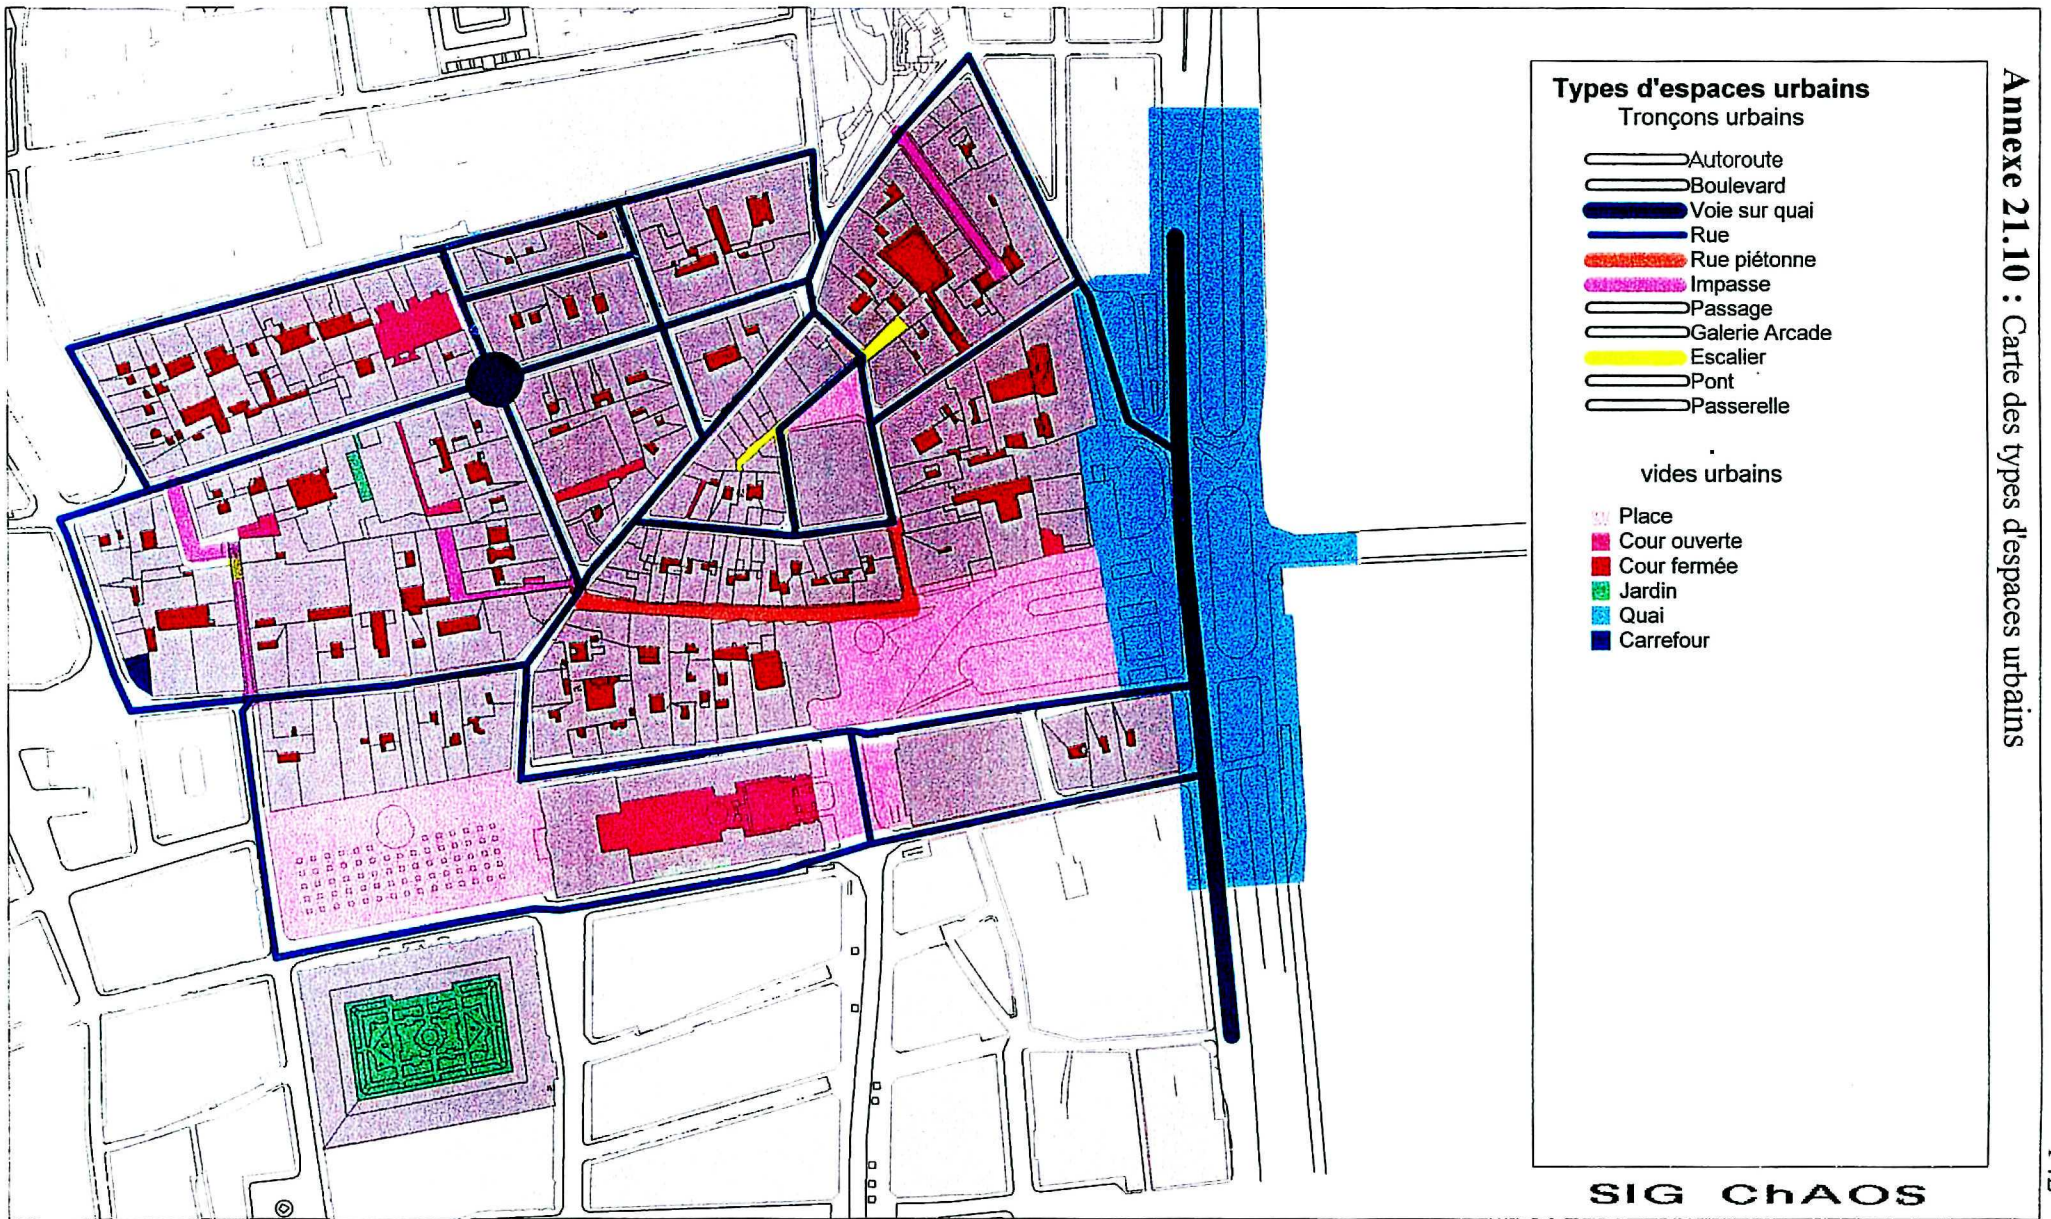 Types d'espaces urbains
Tronçons urbains
Autoroute
Boulevard
Voie sur quai
Rue
Rue piétonne
Impasse
Passage
Galerie Arcade
Escalier
Pont
Passerelle
vides urbains
Place
Cour ouverte
Cour fermée
Jardin
Quai
Carrefour
SIG ChAOS
Annexe 21.10 : Carte des types d'espaces urbains